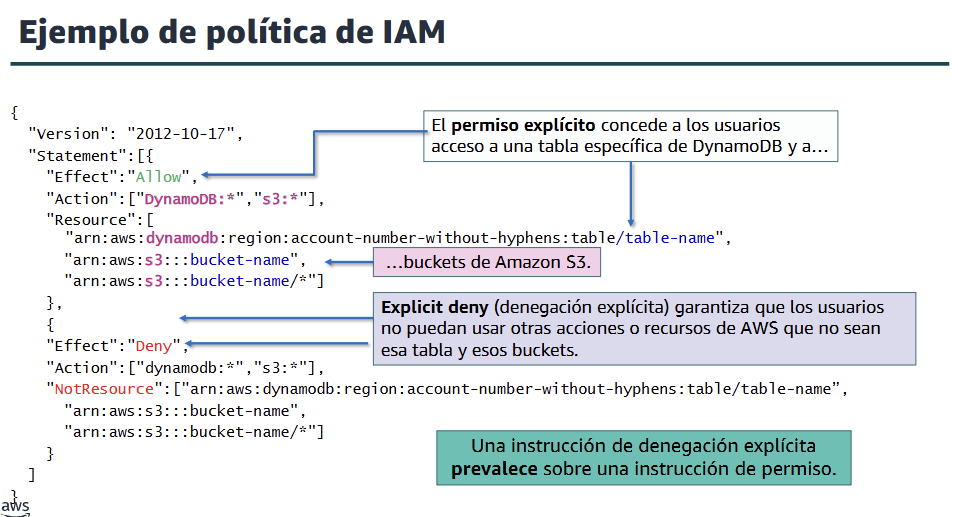 Ejemplo de política de IAM
{
"Version": "2012-10-17",
"Statement":[{
"Effect":"Allow",
"Action":["DynamoDB:*","s3:*"],
"Resource":[
"arn:aws:dynamodb:region:account-number-without-hyphens:table/table-name",
"arn:aws:s3:::bucket-name",
"arn:aws:s3:::bucket-name/*"]
},
{
"Effect":"Deny",
"Action":["dynamodb:*","s3:*"],
"NotResource":["arn:aws:dynamodb:region:account-number-without-hyphens:table/table-name”,
"arn:aws:s3:::bucket-name",
"arn:aws:s3:::bucket-name/*"]
}
]
}
El permiso explícito concede a los usuarios
acceso a una tabla específica de DynamoDB y a…
…buckets de Amazon S3.
Explicit deny (denegación explícita) garantiza que los usuarios
no puedan usar otras acciones o recursos de AWS que no sean
esa tabla y esos buckets.
Una instrucción de denegación explícita
prevalece sobre una instrucción de permiso.
aws